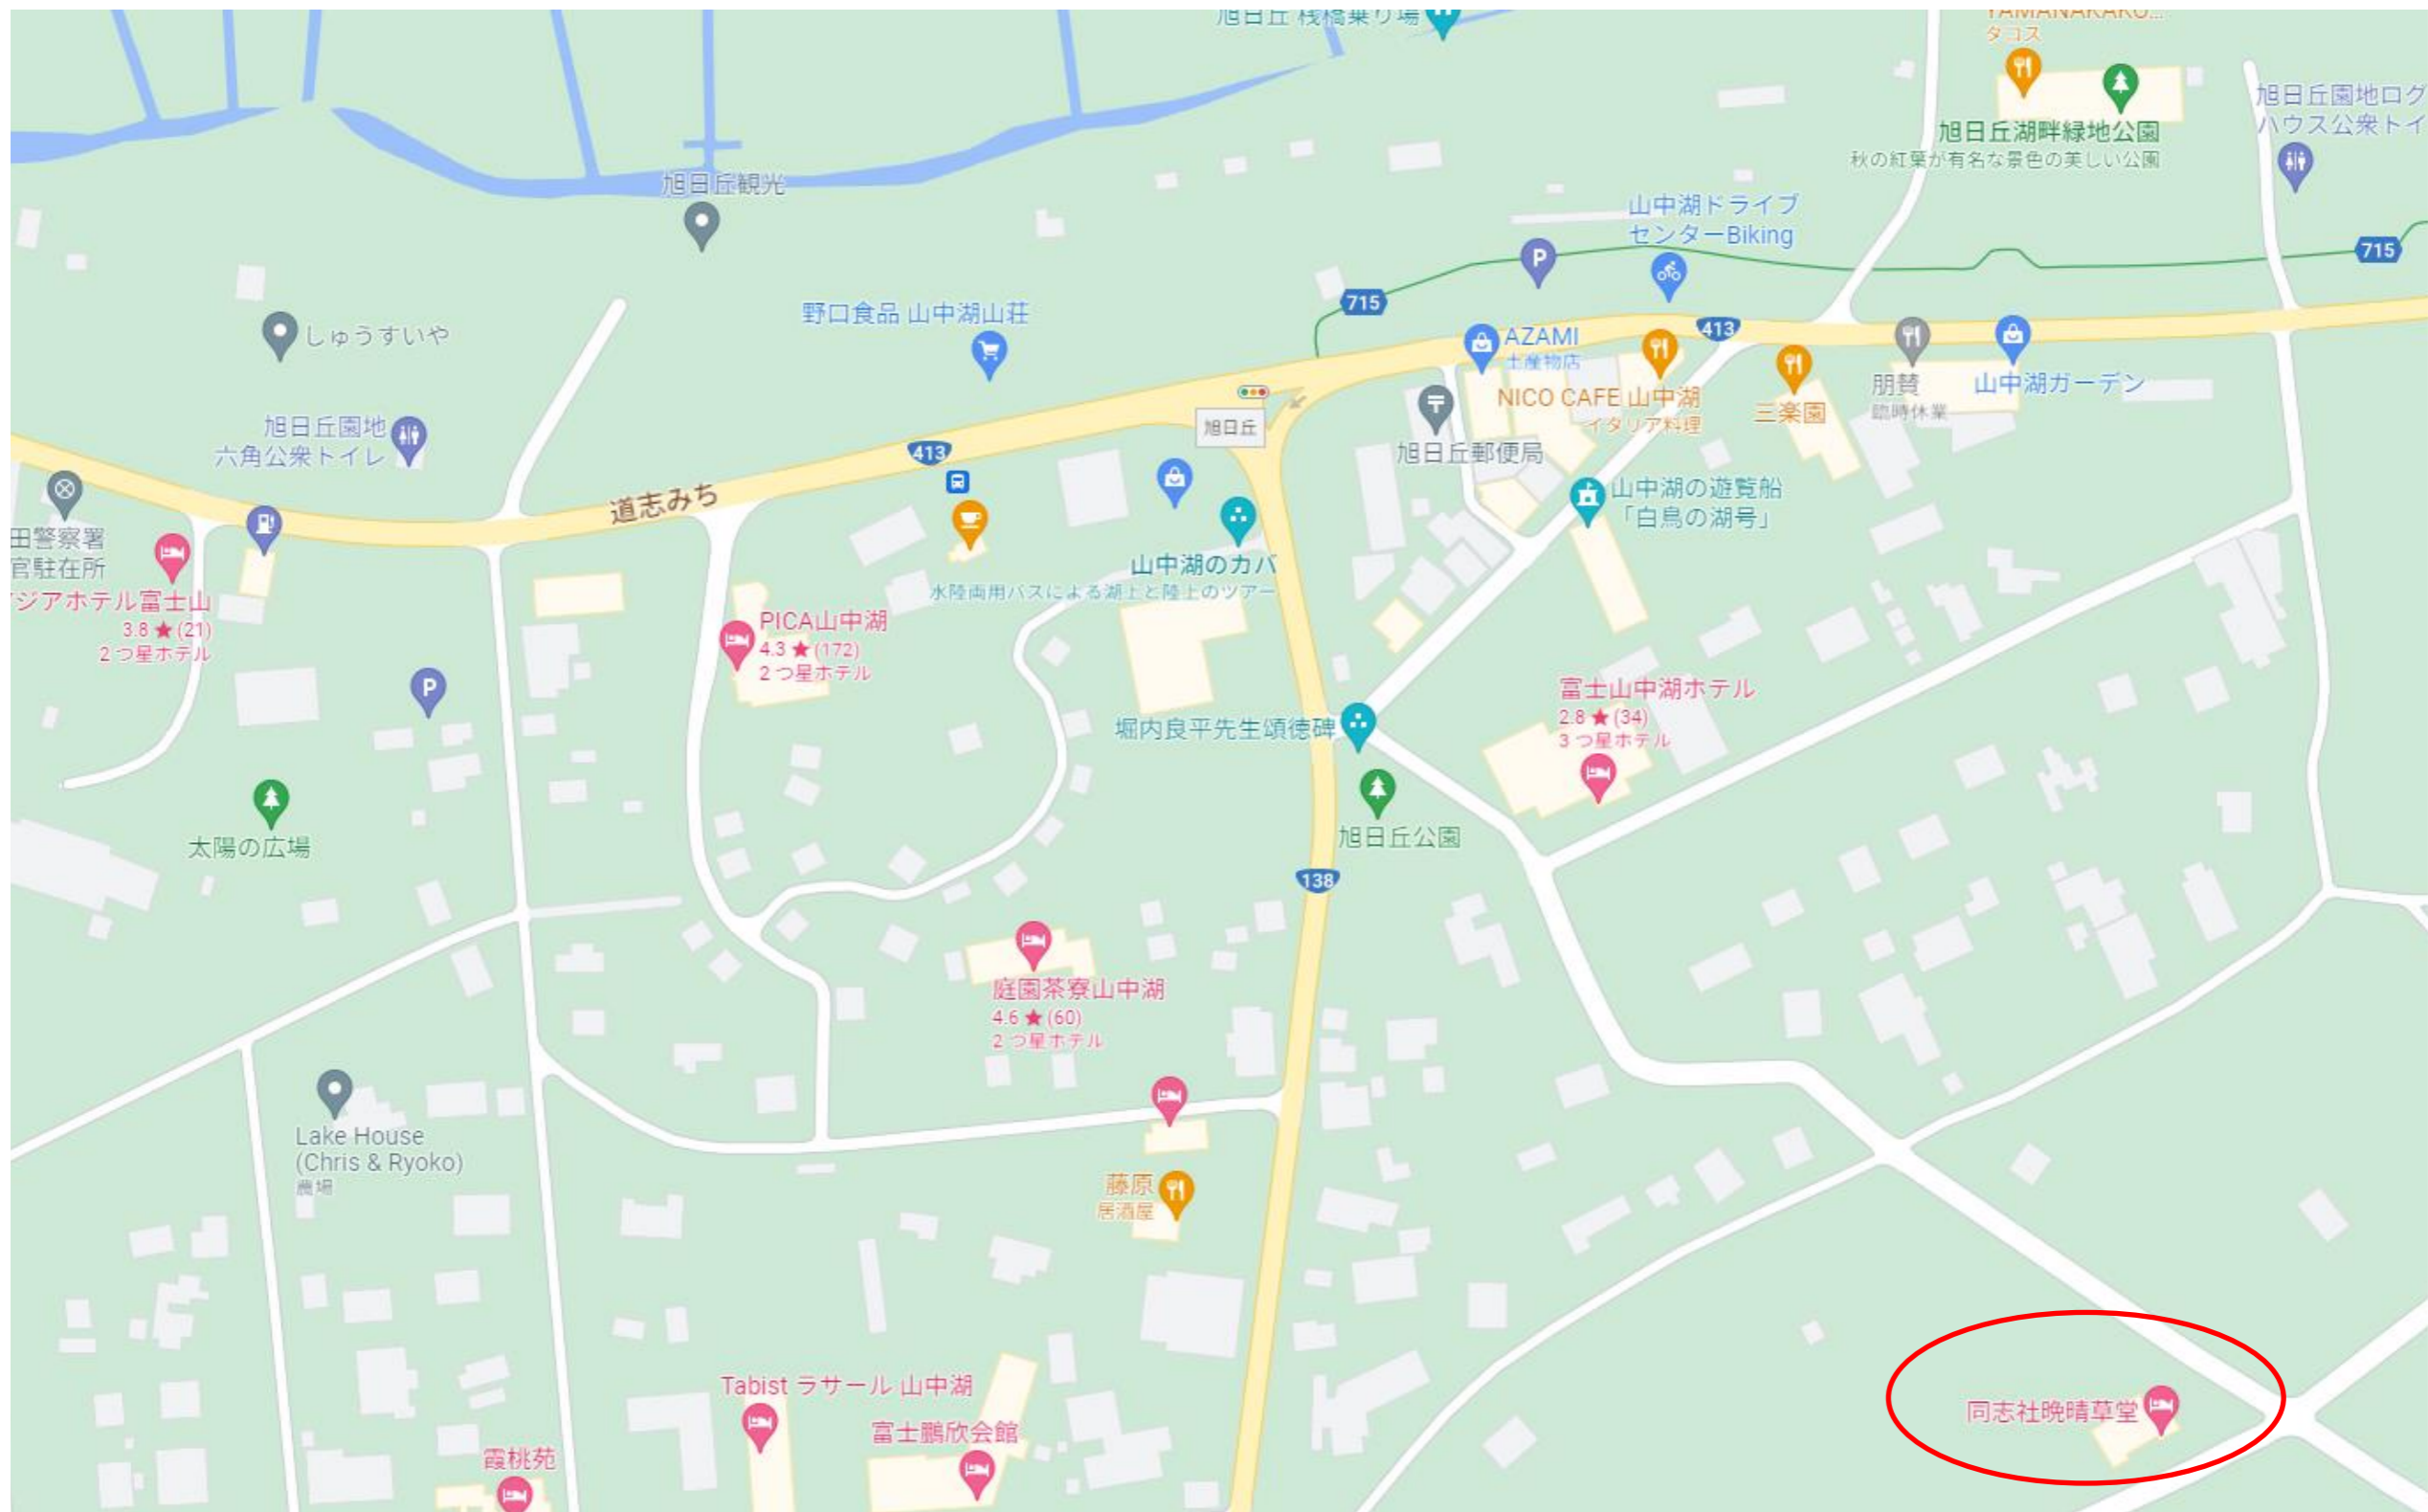 旭日丘 桟橋乗り場
タコス
旭日丘湖畔緑地公園
秋の紅葉が有名な景色の美しい公園
旭日丘園地ログ
ハウス公衆トイ
旭日丘観光
山中湖ドライブ
センターBiking
P
715
715
野口食品 山中湖山荘
しゅうすいや
413
AZAMI
土産物店
NICO CAFE 山中湖
イタリア料理
三楽園
朋賛
臨時休業
山中湖ガーデン
旭日丘園地
六角公衆トイレ
413
旭日丘
旭日丘郵便局
道志みち
山中湖の遊覧船
「白鳥の湖号」
田警察署
官駐在所
山中湖のカバ
水陸両用バスによる湖上と陸上のツアー
ジアホテル富士山
3.8 ★ (21)
2 つ星ホテル
PICA山中湖
4.3 ★ (172)
2 つ星ホテル
P
富士山中湖ホテル
2.8 ★ (34)
3 つ星ホテル
堀内良平先生頌徳碑
太陽の広場
旭日丘公園
138
庭園茶寮山中湖
4.6 ★ (60)
2 つ星ホテル
Lake House
(Chris & Ryoko)
農場
藤原
居酒屋
Tabist ラサール 山中湖
富士鵬欣会館
霞桃苑
同志社晩晴草堂